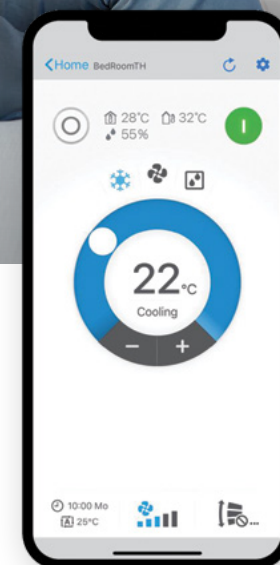 Home BedRoomTH
28°C 32°C
55%
I
22°C
Cooling
− +
10:00 Mo
A 25°C